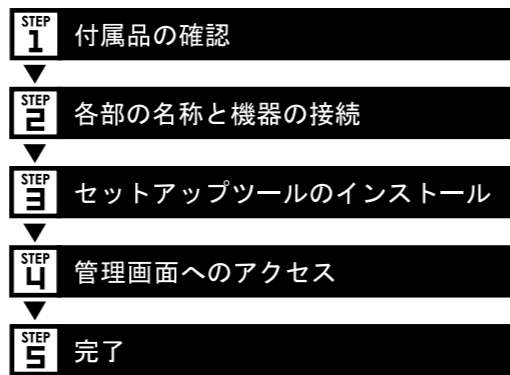 STEP 1 付属品の確認
▼
STEP 2 各部の名称と機器の接続
▼
STEP 3 セットアップツールのインストール
▼
STEP 4 管理画面へのアクセス
▼
STEP 5 完了